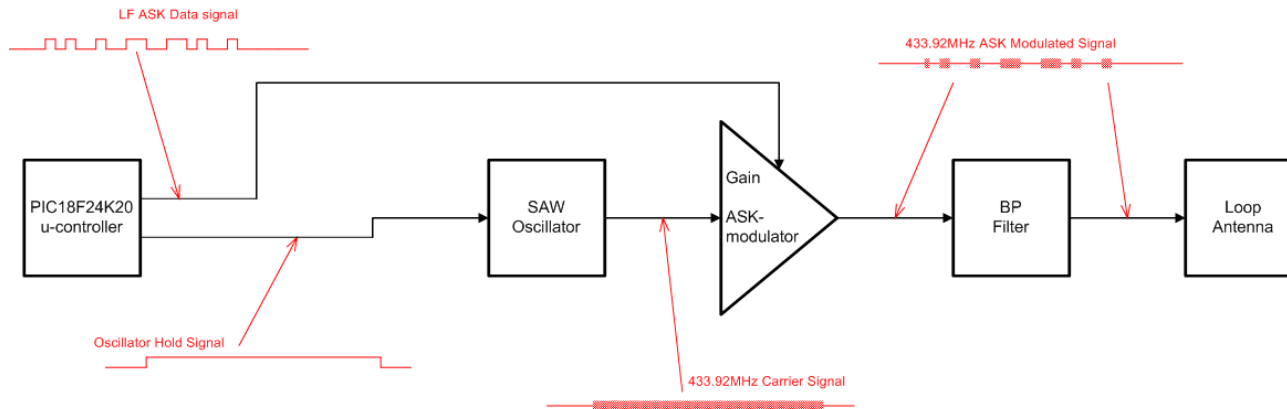 LF ASK Data signal
433.92MHz ASK Modulated Signal
PIC18F24K20
u-controller
SAW
Oscillator
Gain
ASK-
modulator
BP
Filter
Loop
Antenna
Oscillator Hold Signal
433.92MHz Carrier Signal